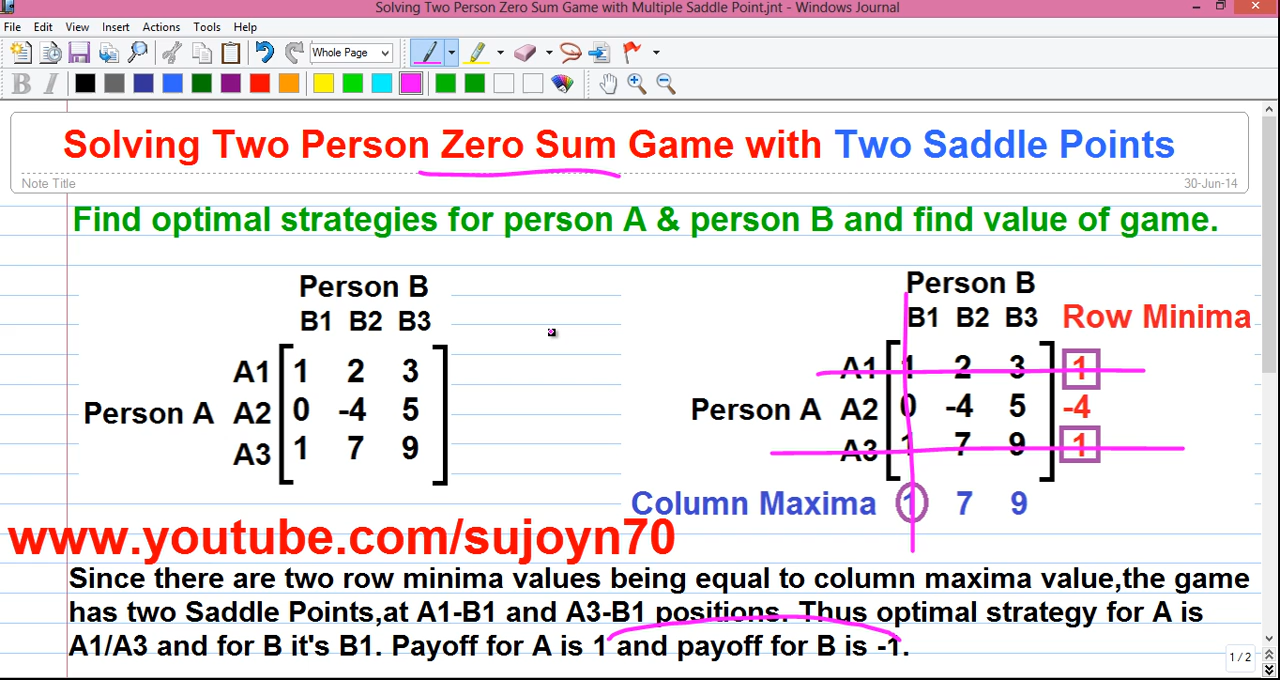 Solving Two Person Zero Sum Game with Multiple Saddle Point.jnt - Windows Journal
File Edit View Insert Actions Tools Help
Whole Page
B I
Solving Two Person Zero Sum Game with Two Saddle Points
Note Title
30-Jun-14
Find optimal strategies for person A & person B and find value of game.
Person B
B1 B2 B3
A1 1 2 3
Person A A2 0 -4 5
A3 1 7 9
Person B
B1 B2 B3 Row Minima
A1 1 2 3 1
Person A A2 0 -4 5 -4
A3 1 7 9 1
Column Maxima 1 7 9
www.youtube.com/sujoyn70
Since there are two row minima values being equal to column maxima value,the game
has two Saddle Points,at A1-B1 and A3-B1 positions. Thus optimal strategy for A is
A1/A3 and for B it's B1. Payoff for A is 1 and payoff for B is -1.
1 / 2